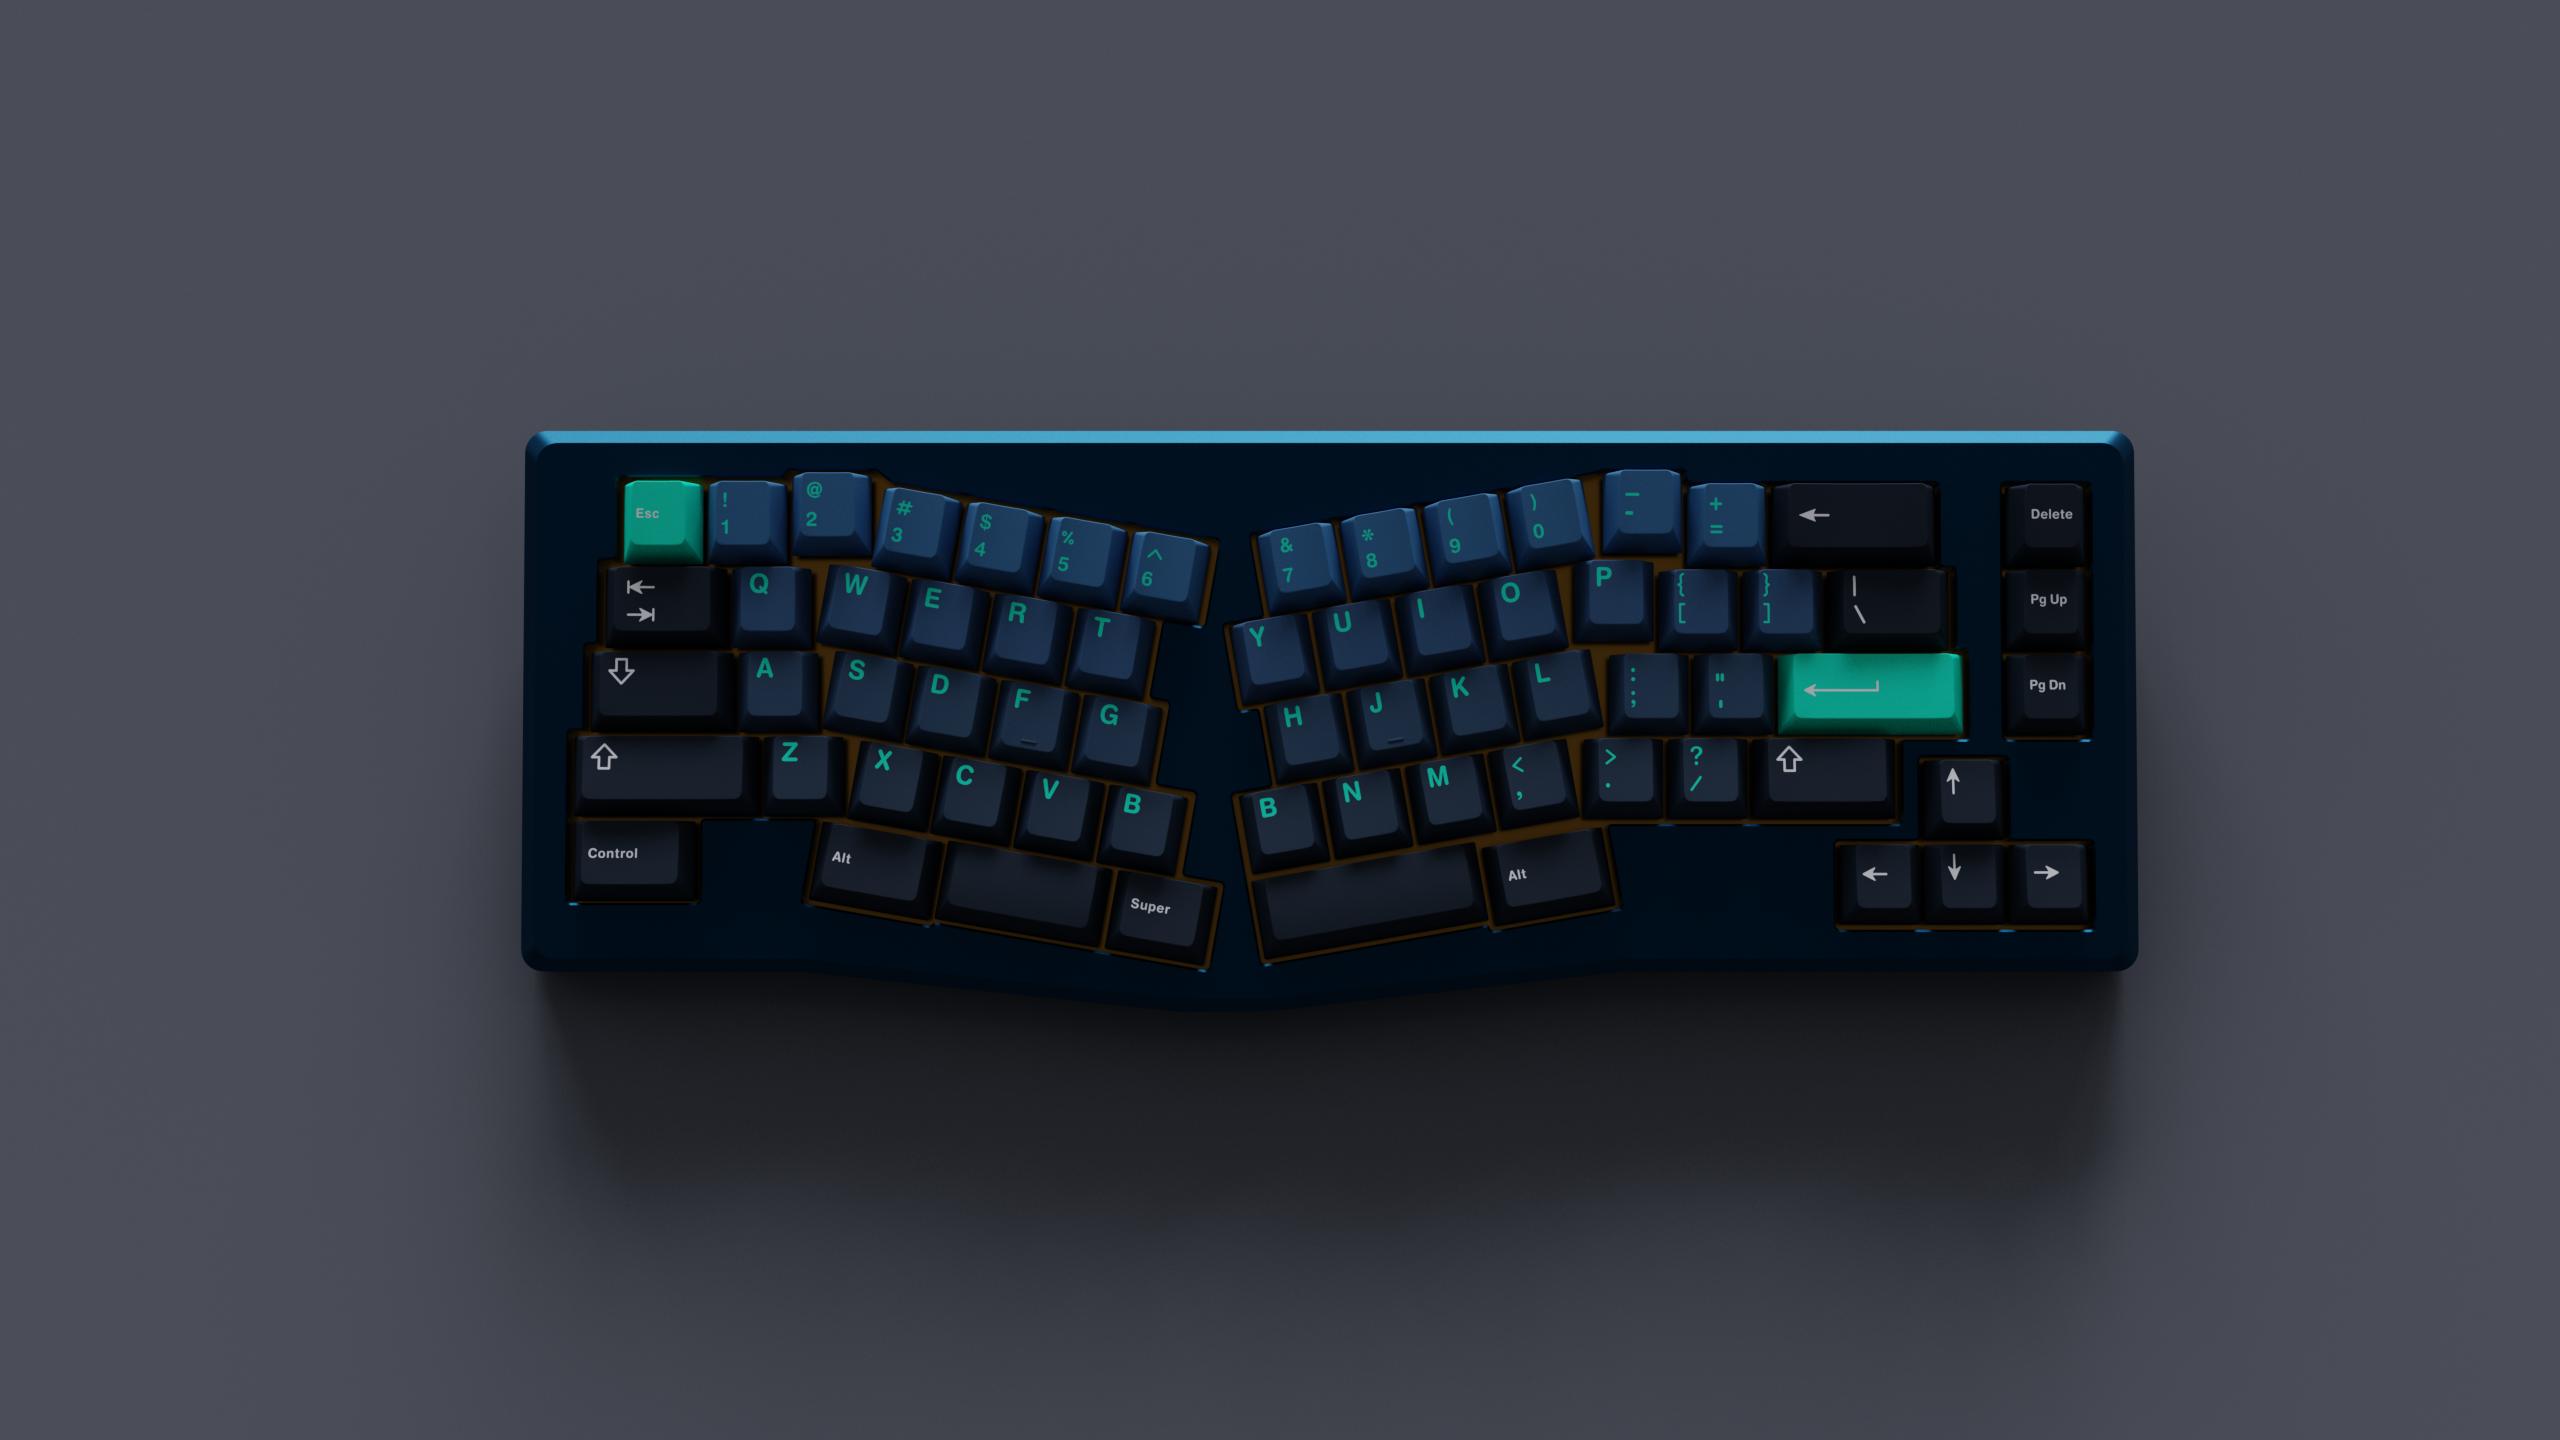 Esc ! 1 @ 2 # 3 $ 4 % 5 ^ 6 & 7 * 8 ( 9 ) 0 _ - + = ← Delete
⇤ ⇥ Q W E R T Y U I O P { [ } ] | \ Pg Up
⇩ A S D F G H J K L : ; " ' ↵ Pg Dn
⇧ Z X C V B B N M < , > . ? / ⇧ ↑
Control Alt Super Alt ← ↓ →